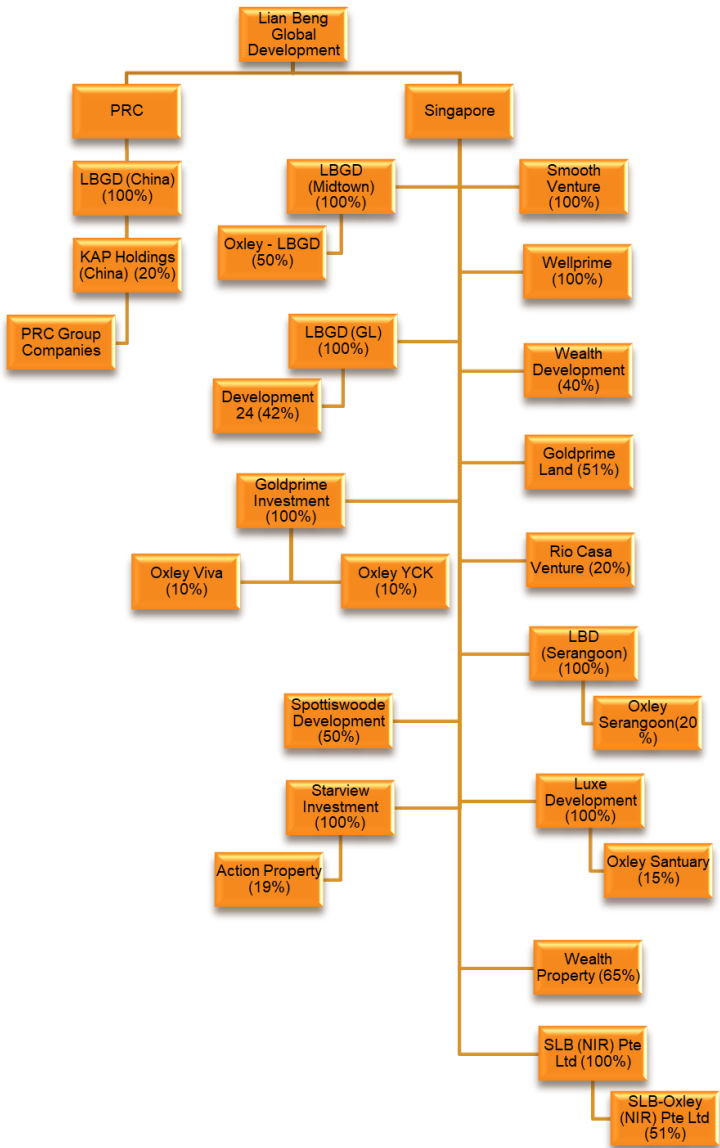 Lian Beng
Global
Development
PRC
Singapore
LBGD (China)
(100%)
KAP Holdings
(China) (20%)
PRC Group
Companies
LBGD
(Midtown)
(100%)
Oxley - LBGD
(50%)
LBGD (GL)
(100%)
Development
24 (42%)
Goldprime
Investment
(100%)
Oxley Viva
(10%)
Oxley YCK
(10%)
Spottiswoode
Development
(50%)
Starview
Investment
(100%)
Action Property
(19%)
Smooth
Venture
(100%)
Wellprime
(100%)
Wealth
Development
(40%)
Goldprime
Land (51%)
Rio Casa
Venture (20%)
LBD
(Serangoon)
(100%)
Oxley
Serangoon(20
%)
Luxe
Development
(100%)
Oxley Santuary
(15%)
Wealth
Property (65%)
SLB (NIR) Pte
Ltd (100%)
SLB-Oxley
(NIR) Pte Ltd
(51%)